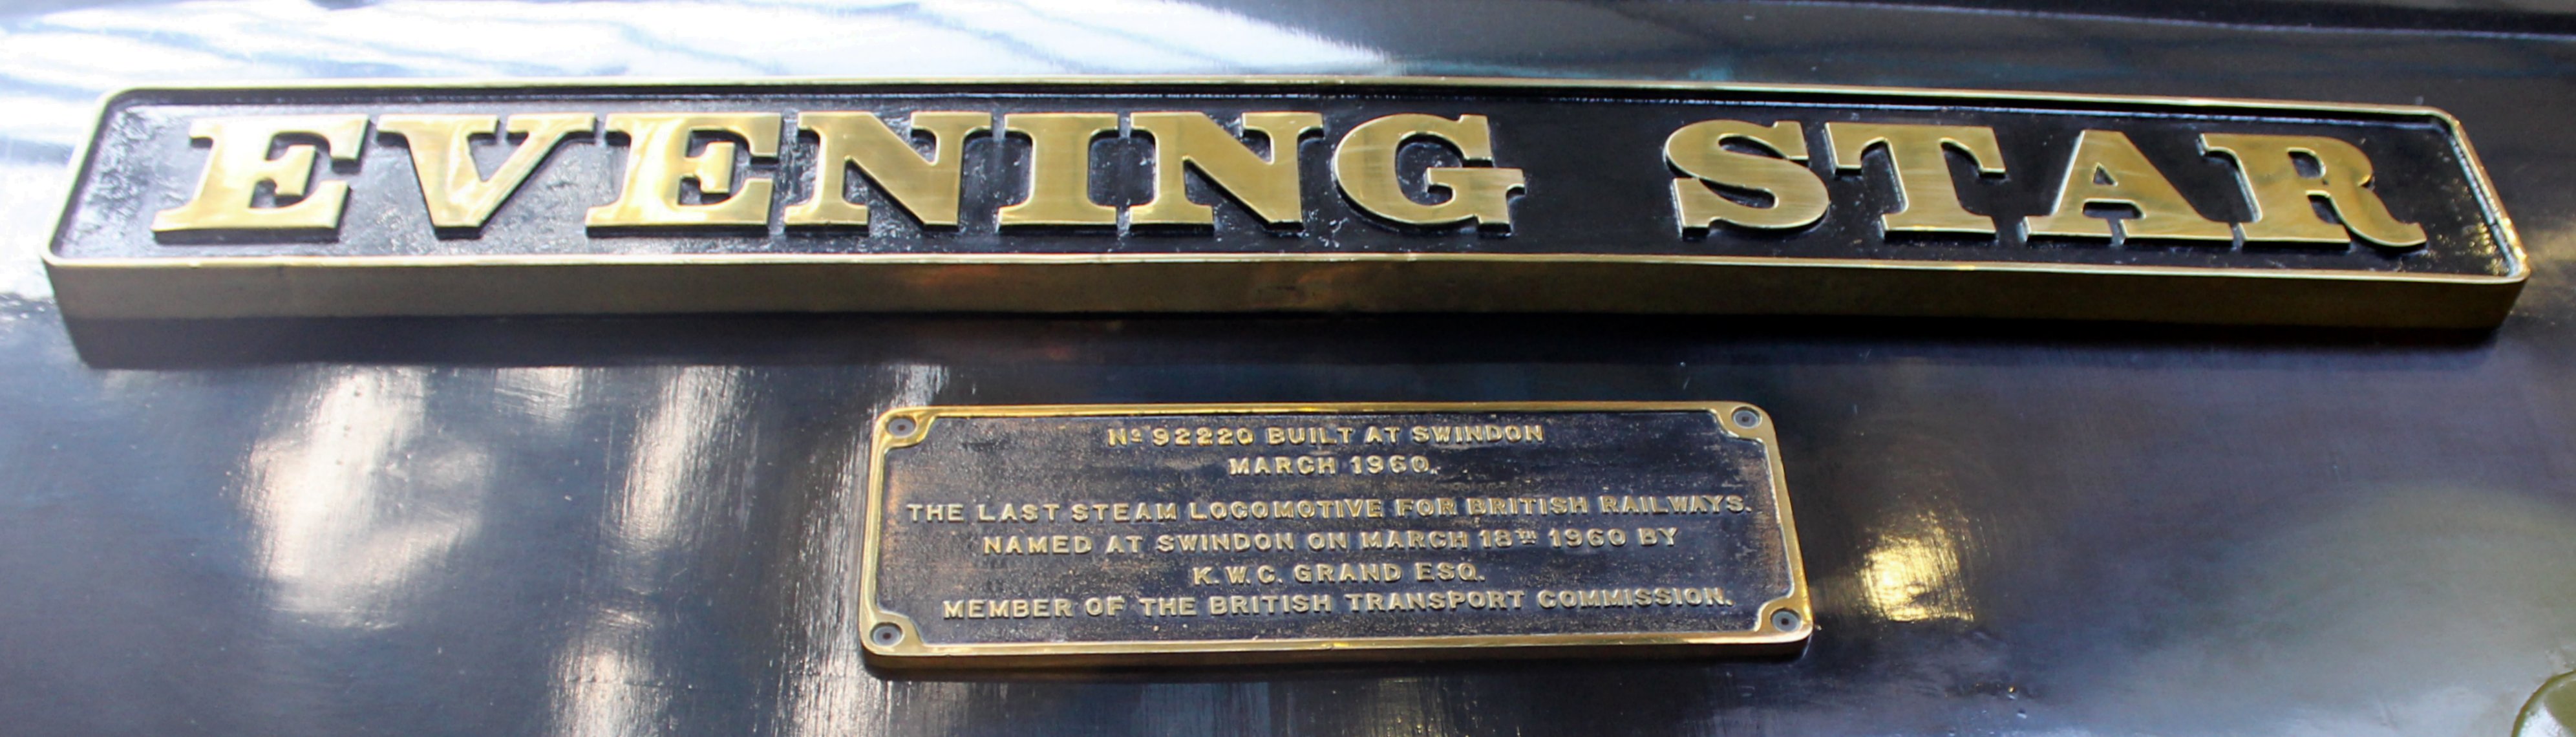 EVENING STAR
Nº 92220 BUILT AT SWINDON
MARCH 1960.
THE LAST STEAM LOCOMOTIVE FOR BRITISH RAILWAYS.
NAMED AT SWINDON ON MARCH 18TH 1960 BY
K.W.C. GRAND ESQ.
MEMBER OF THE BRITISH TRANSPORT COMMISSION.